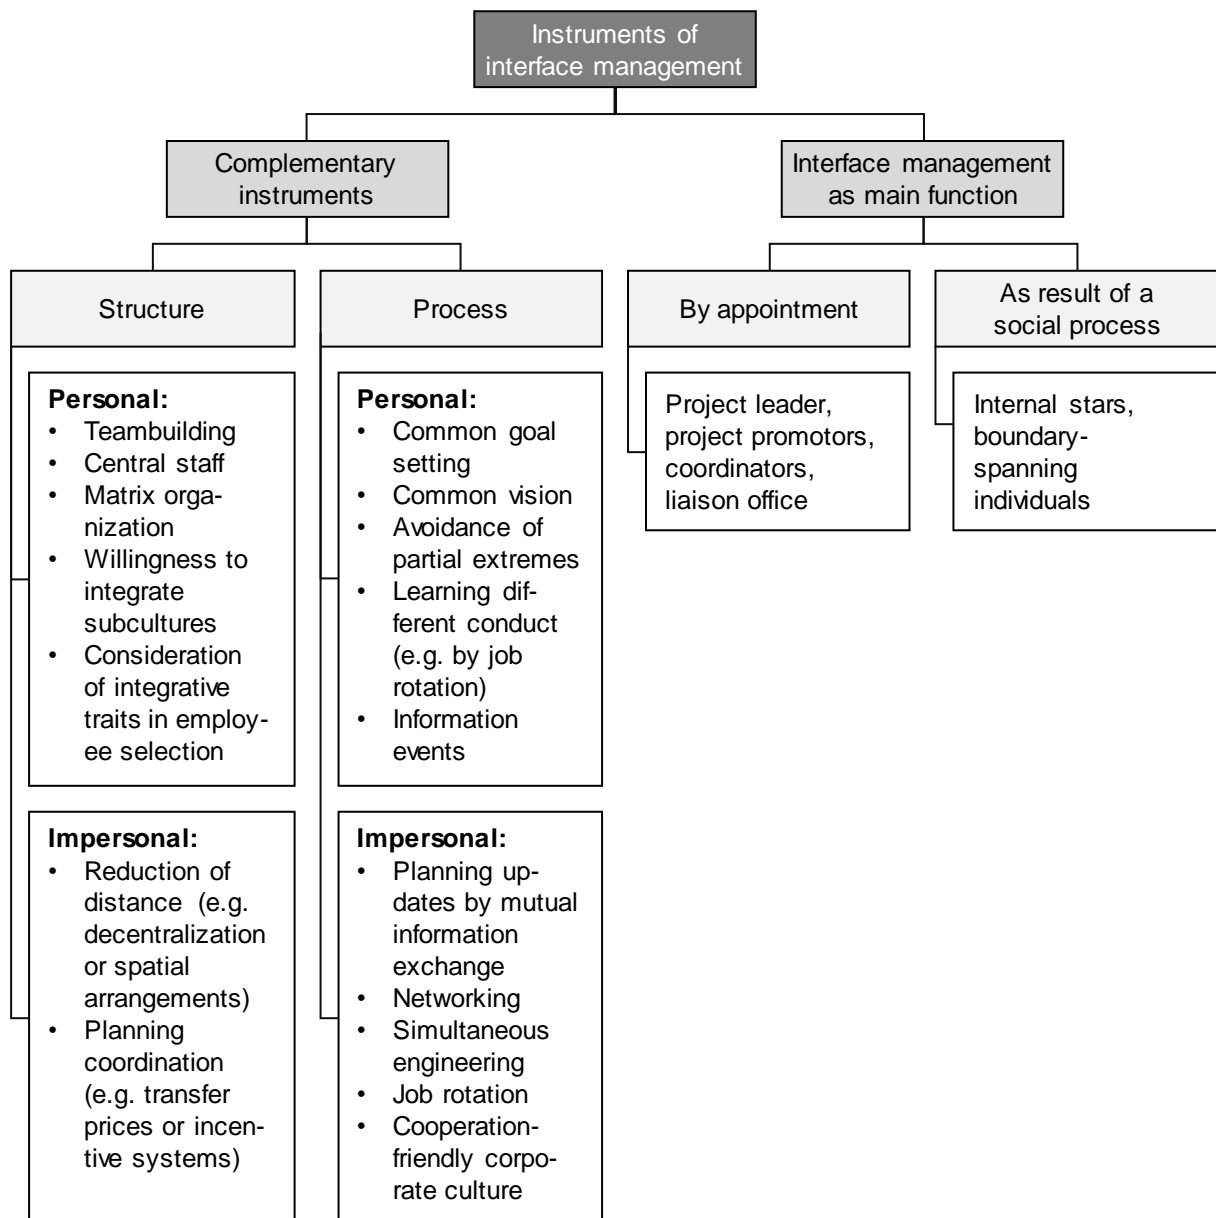 Instruments of
interface management
Complementary
instruments
Interface management
as main function
Structure
Process
By appointment
As result of a
social process
Personal:
• Teambuilding
• Central staff
• Matrix orga-
nization
• Willingness to
integrate
subcultures
• Consideration
of integrative
traits in employ-
ee selection
Personal:
• Common goal
setting
• Common vision
• Avoidance of
partial extremes
• Learning dif-
ferent conduct
(e.g. by job
rotation)
• Information
events
Project leader,
project promotors,
coordinators,
liaison office
Internal stars,
boundary-
spanning
individuals
Impersonal:
• Reduction of
distance (e.g.
decentralization
or spatial
arrangements)
• Planning
coordination
(e.g. transfer
prices or incen-
tive systems)
Impersonal:
• Planning up-
dates by mutual
information
exchange
• Networking
• Simultaneous
engineering
• Job rotation
• Cooperation-
friendly corpo-
rate culture